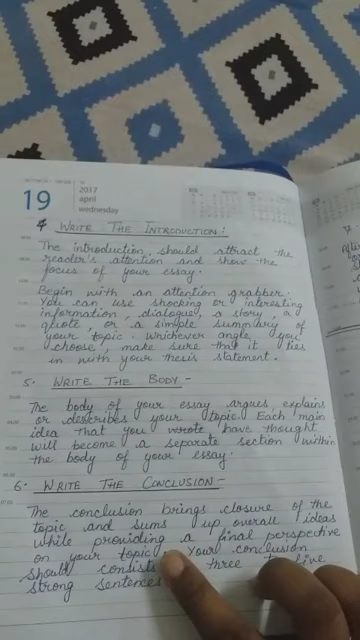 19
2017
april
wednesday
4 WRITE THE INTRODUCTION:
The introduction, should attract the
reader's attention and show the
focus of your essay.
Begin with an attention grabber.
You can use shocking or interesting
information, dialogue, a story, a
quote, or a simple summary of
your topic. Whichever angle you
choose, make sure that it ties
in with your thesis statement.
5. WRITE THE BODY -
The body of your essay argues, explains
or describes your topic. Each main
idea that you wrote have thought
will become a separate section within
the body of your essay.
6. WRITE THE CONCLUSION -
The conclusion brings closure of the
topic and sums up overall ideas
while providing a final perspective
on your topic. Your conclusion
should consists three to five
strong sentences